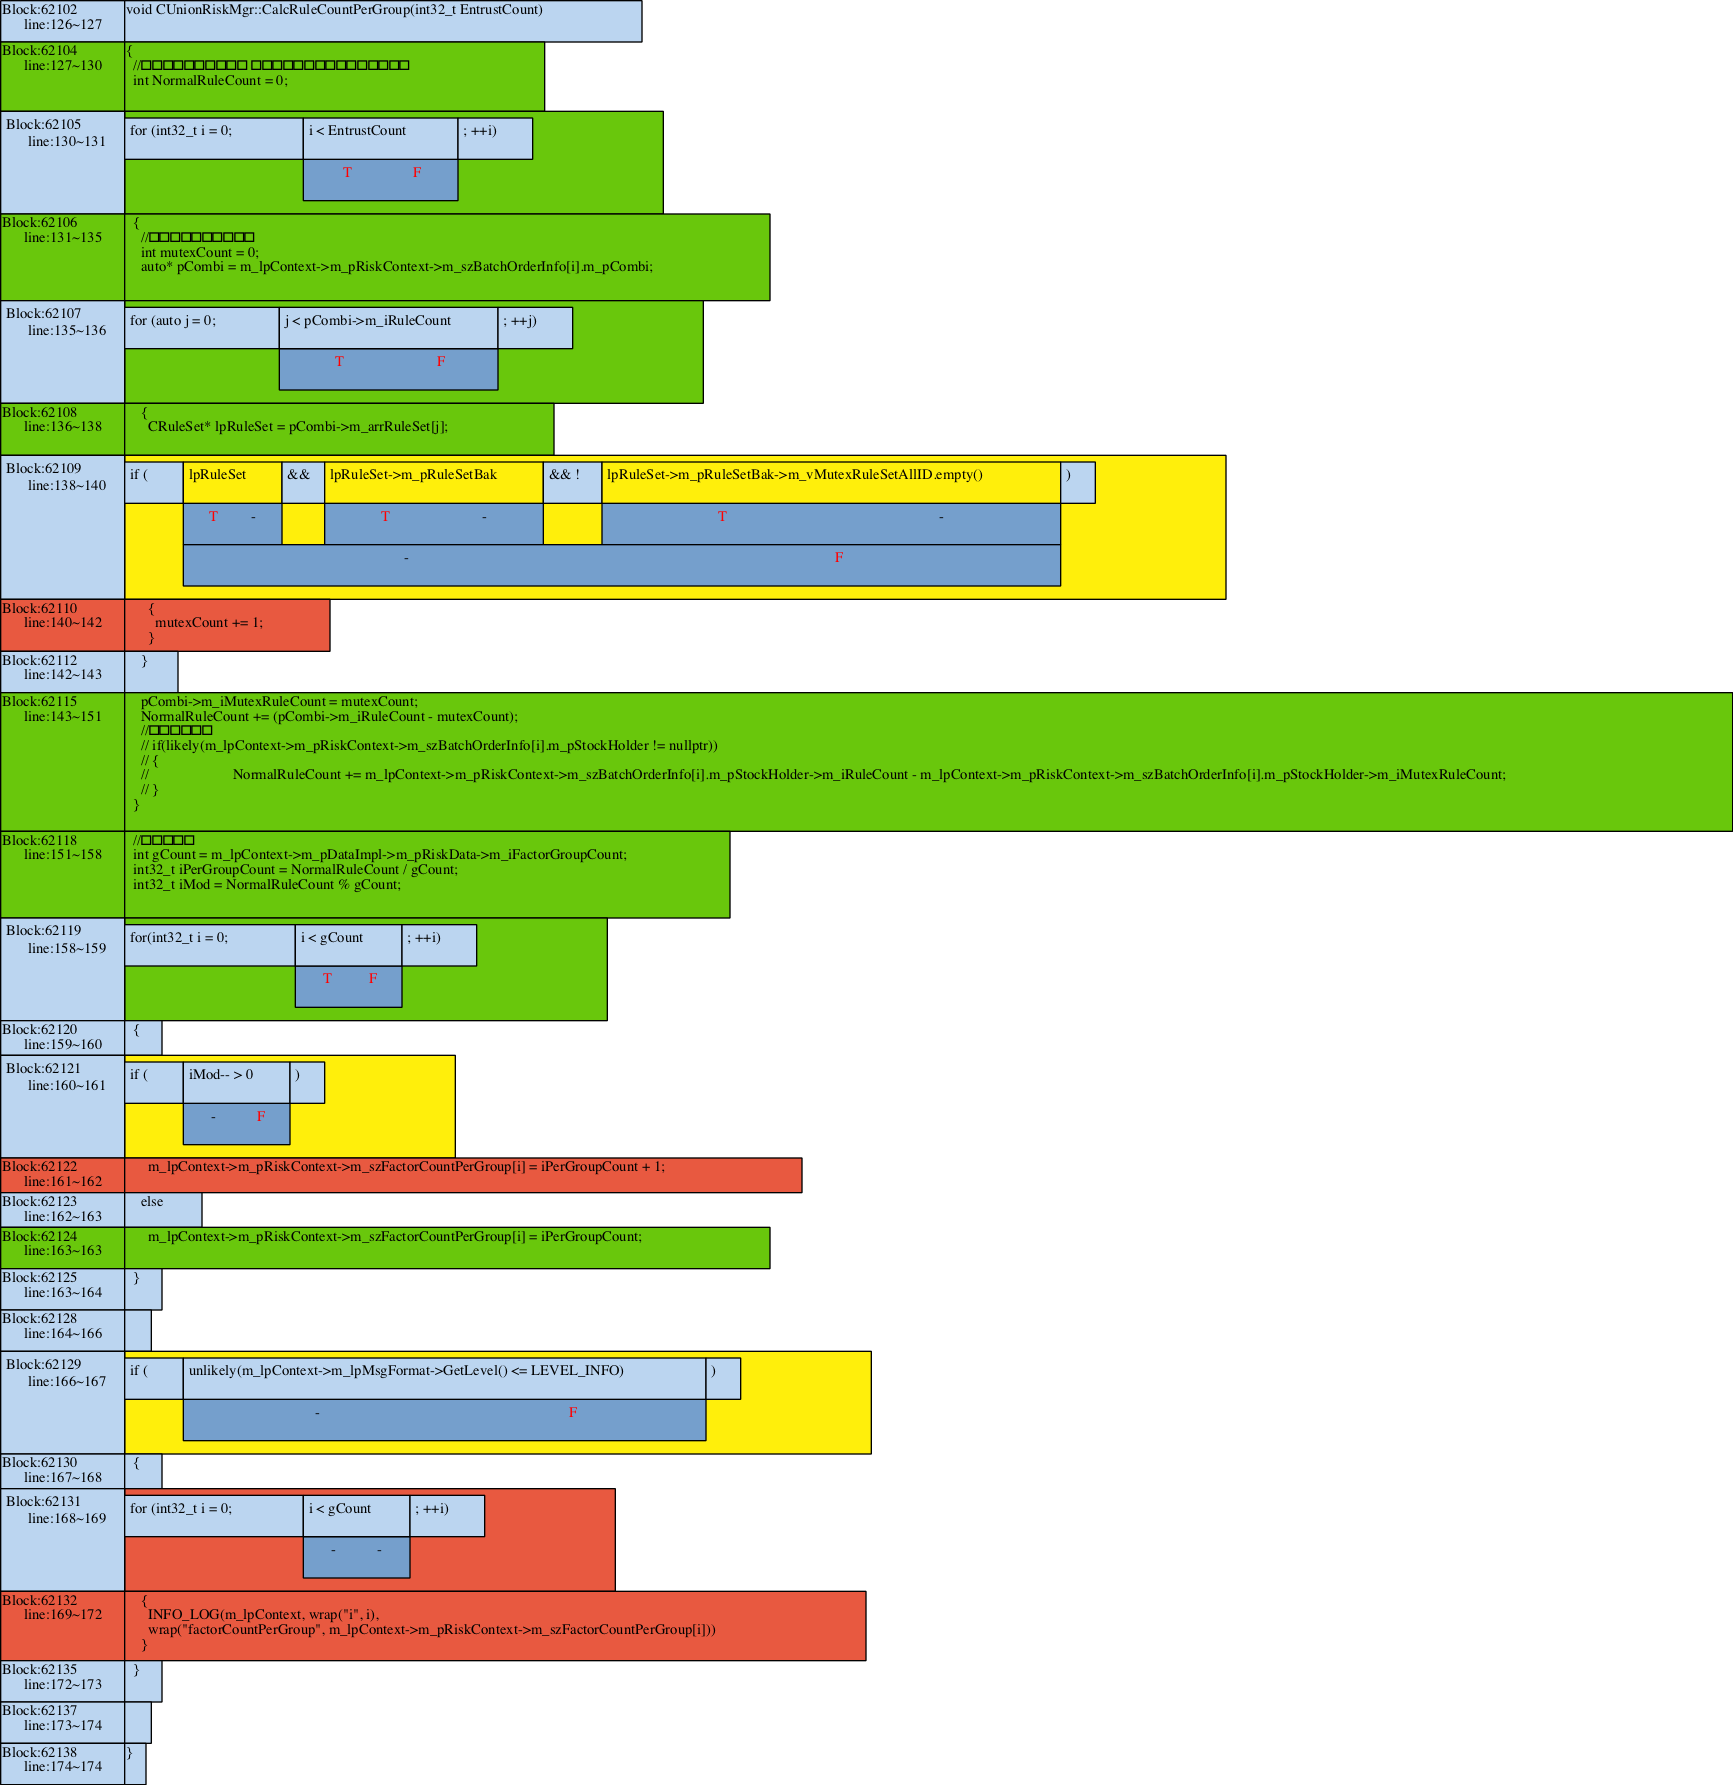 Block:62102 void CUnionRiskMgr::CalcRuleCountPerGroup(int32_t EntrustCount)
line:126~127
Block:62104 {
line:127~130 //
int NormalRuleCount = 0;
Block:62105 for (int32_t i = 0; i < EntrustCount ; ++i)
line:130~131
T F
Block:62106 {
line:131~135 //
int mutexCount = 0;
auto* pCombi = m_lpContext->m_pRiskContext->m_szBatchOrderInfo[i].m_pCombi;
Block:62107 for (auto j = 0; j < pCombi->m_iRuleCount ; ++j)
line:135~136
T F
Block:62108 {
line:136~138 CRuleSet* lpRuleSet = pCombi->m_arrRuleSet[j];
Block:62109 if ( lpRuleSet && lpRuleSet->m_pRuleSetBak && ! lpRuleSet->m_pRuleSetBak->m_vMutexRuleSetAllID.empty() )
line:138~140
T - T - T -
- F
Block:62110 {
line:140~142 mutexCount += 1;
}
Block:62112 }
line:142~143
Block:62115 pCombi->m_iMutexRuleCount = mutexCount;
line:143~151 NormalRuleCount += (pCombi->m_iRuleCount - mutexCount);
//
// if(likely(m_lpContext->m_pRiskContext->m_szBatchOrderInfo[i].m_pStockHolder != nullptr))
// {
// NormalRuleCount += m_lpContext->m_pRiskContext->m_szBatchOrderInfo[i].m_pStockHolder->m_iRuleCount - m_lpContext->m_pRiskContext->m_szBatchOrderInfo[i].m_pStockHolder->m_iMutexRuleCount;
// }
}
Block:62118 //
line:151~158 int gCount = m_lpContext->m_pDataImpl->m_pRiskData->m_iFactorGroupCount;
int32_t iPerGroupCount = NormalRuleCount / gCount;
int32_t iMod = NormalRuleCount % gCount;
Block:62119 for(int32_t i = 0; i < gCount ; ++i)
line:158~159
T F
Block:62120 {
line:159~160
Block:62121 if ( iMod-- > 0 )
line:160~161
- F
Block:62122 m_lpContext->m_pRiskContext->m_szFactorCountPerGroup[i] = iPerGroupCount + 1;
line:161~162
Block:62123 else
line:162~163
Block:62124 m_lpContext->m_pRiskContext->m_szFactorCountPerGroup[i] = iPerGroupCount;
line:163~163
Block:62125 }
line:163~164
Block:62128
line:164~166
Block:62129 if ( unlikely(m_lpContext->m_lpMsgFormat->GetLevel() <= LEVEL_INFO) )
line:166~167
- F
Block:62130 {
line:167~168
Block:62131 for (int32_t i = 0; i < gCount ; ++i)
line:168~169
- -
Block:62132 {
line:169~172 INFO_LOG(m_lpContext, wrap("i", i),
wrap("factorCountPerGroup", m_lpContext->m_pRiskContext->m_szFactorCountPerGroup[i]))
}
Block:62135 }
line:172~173
Block:62137
line:173~174
Block:62138 }
line:174~174